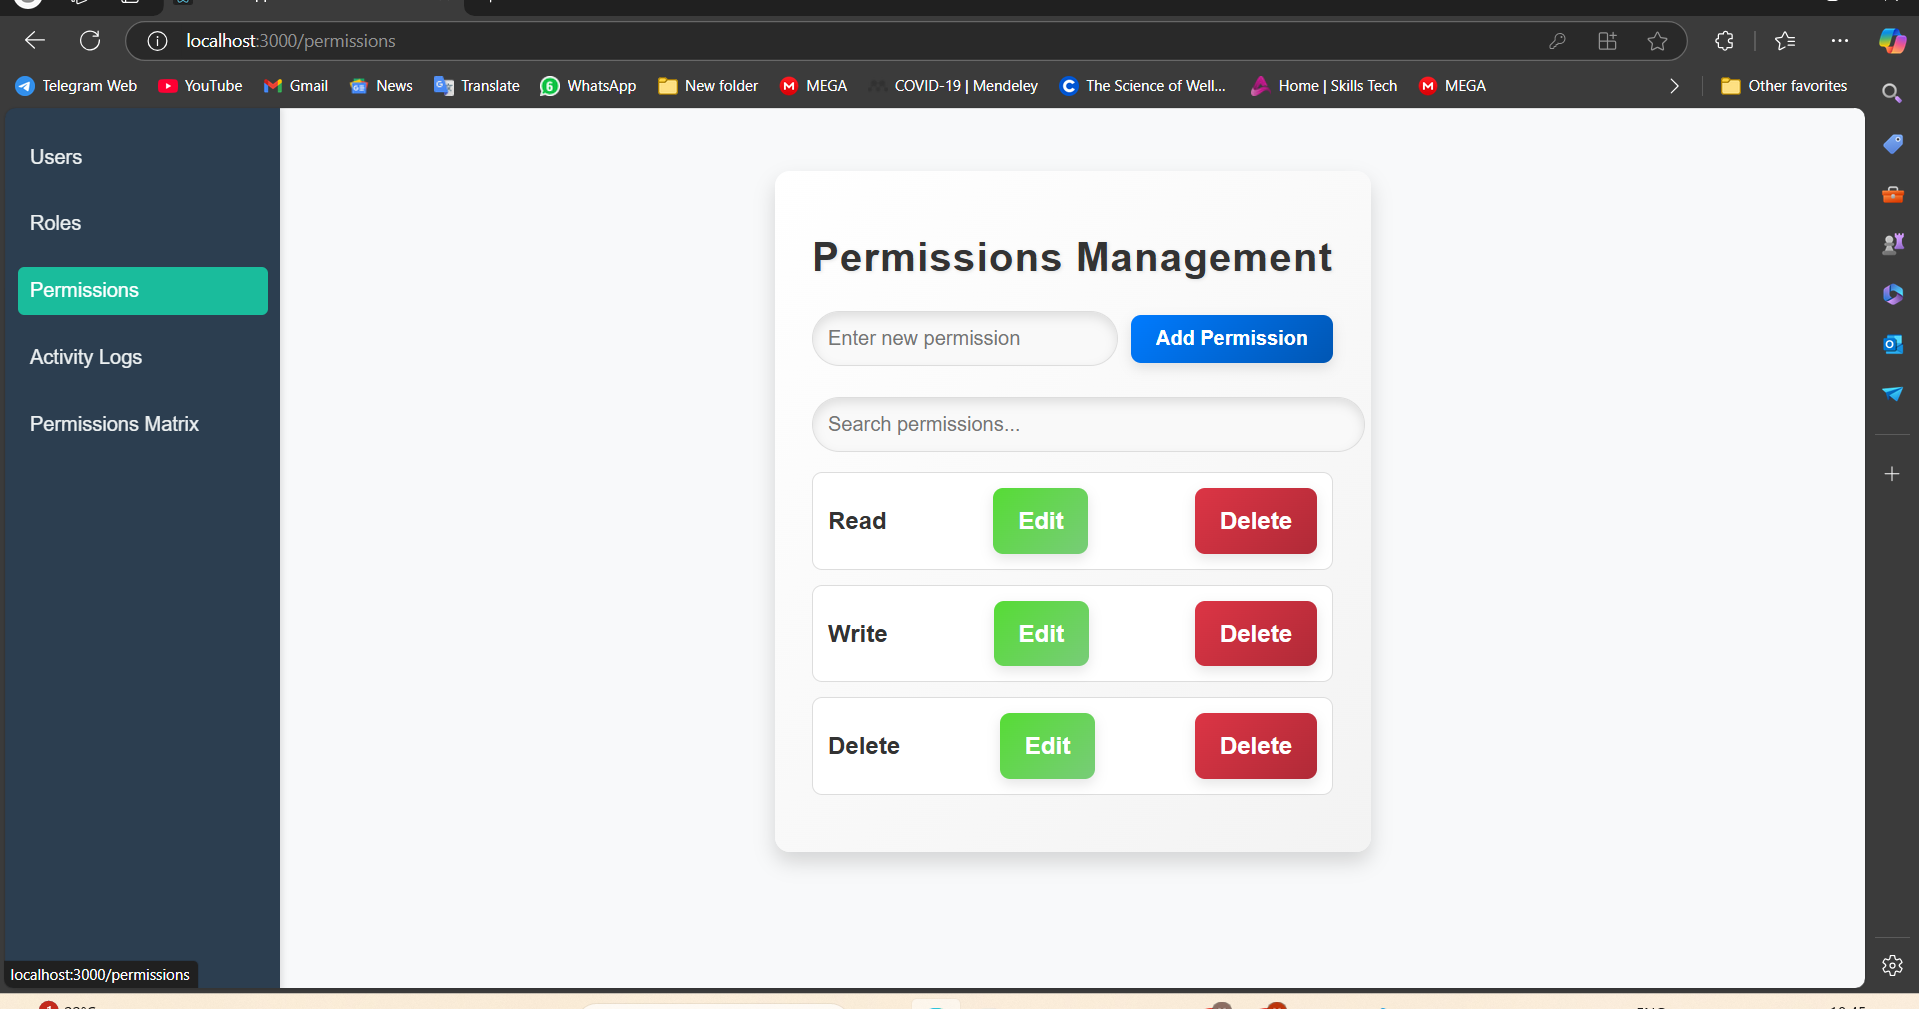 localhost:3000/permissions
Telegram Web YouTube Gmail News Translate WhatsApp New folder MEGA COVID-19 | Mendeley The Science of Well... Home | Skills Tech MEGA Other favorites
Users
Roles
Permissions
Activity Logs
Permissions Matrix
Permissions Management
Enter new permission Add Permission
Search permissions...
Read Edit Delete
Write Edit Delete
Delete Edit Delete
localhost:3000/permissions